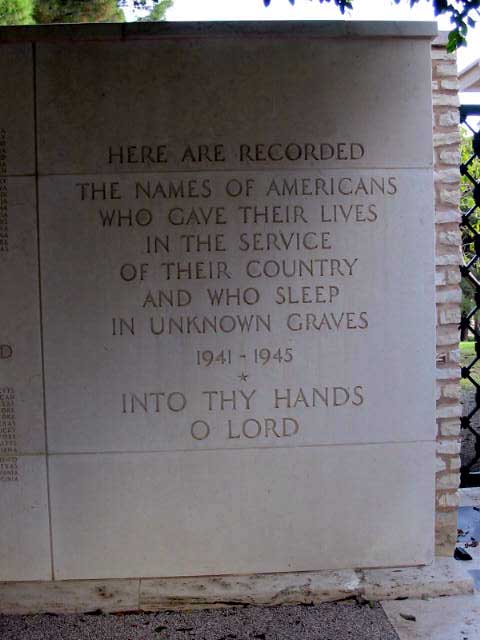 HERE ARE RECORDED
THE NAMES OF AMERICANS
WHO GAVE THEIR LIVES
IN THE SERVICE
OF THEIR COUNTRY
AND WHO SLEEP
IN UNKNOWN GRAVES
1941 - 1945
*
INTO THY HANDS
O LORD